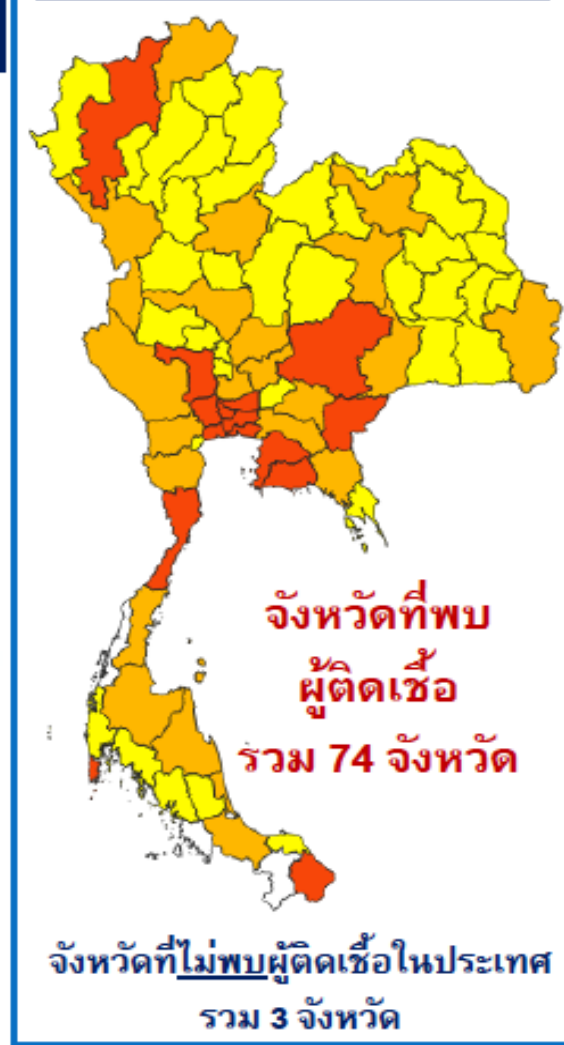 จังหวัดที่พบ
ผู้ติดเชื้อ
รวม 74 จังหวัด
จังหวัดที่ไม่พบผู้ติดเชื้อในประเทศ
รวม 3 จังหวัด